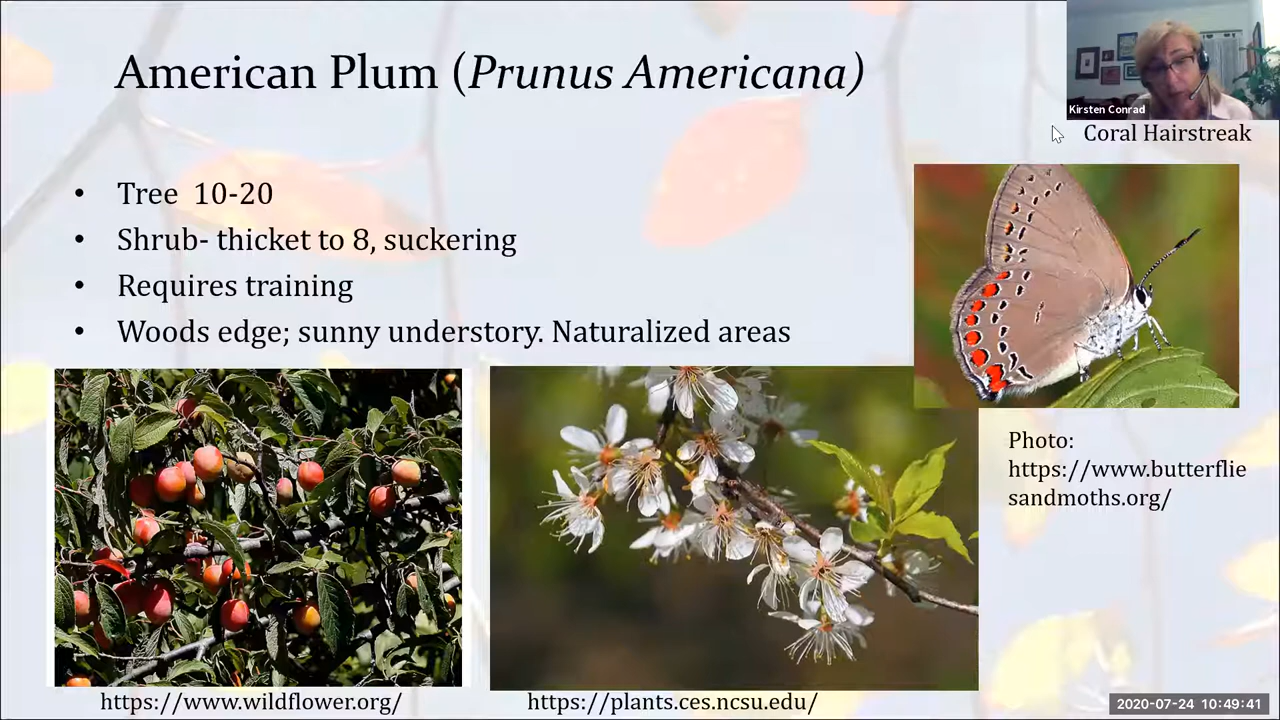 American Plum (Prunus Americana)
Kirsten Conrad
Coral Hairstreak
• Tree 10-20
• Shrub- thicket to 8, suckering
• Requires training
• Woods edge; sunny understory. Naturalized areas
Photo:
https://www.butterflie
sandmoths.org/
https://www.wildflower.org/
https://plants.ces.ncsu.edu/
2020-07-24 10:49:41